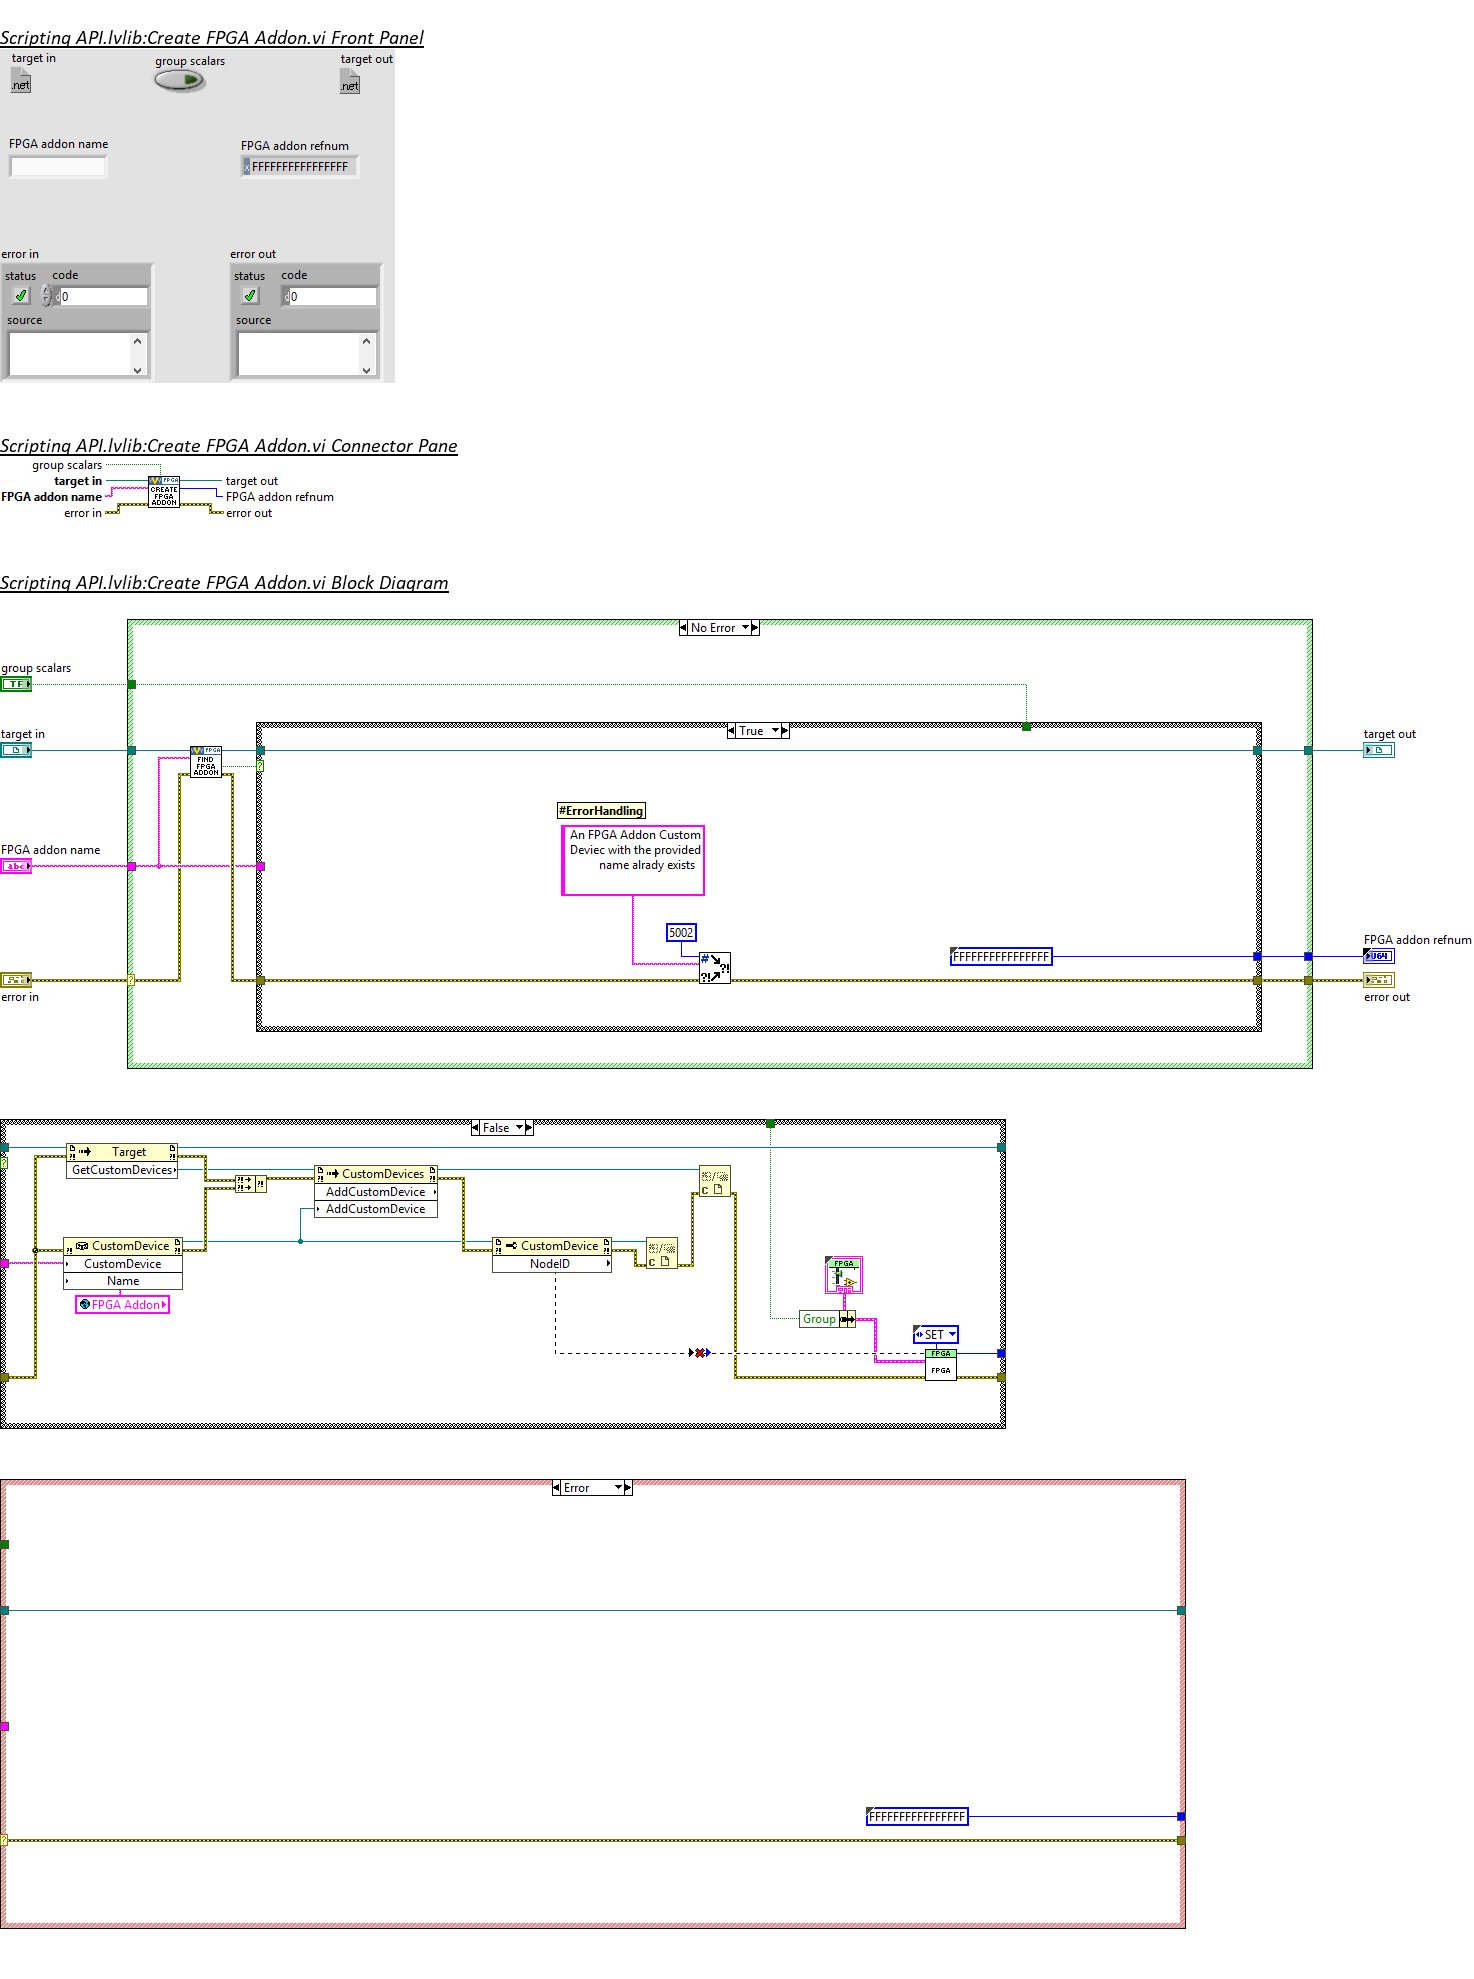 Scripting API.lvlib:Create FPGA Addon.vi Front Panel
target in
group scalars
target out
.net
.net
FPGA addon name
FPGA addon refnum
x FFFFFFFFFFFFFFFF
error in
error out
status code
status code
d 0
d 0
source
source
Scripting API.lvlib:Create FPGA Addon.vi Connector Pane
group scalars
target in
target out
FPGA addon name
FPGA addon refnum
error in
error out
FPGA
CREATE
FPGA
ADDON
Scripting API.lvlib:Create FPGA Addon.vi Block Diagram
No Error
group scalars
TF
True
target in
target out
FPGA
FIND
FPGA
ADDON
?
#ErrorHandling
An FPGA Addon Custom
Deviec with the provided
name alrady exists
FPGA addon name
abc
5002
#
?!
?!
FFFFFFFFFFFFFFFF
FPGA addon refnum
U64
?
error in
error out
False
Target
GetCustomDevices
?
CustomDevices
AddCustomDevice
AddCustomDevice
C
CustomDevice
CustomDevice
Name
FPGA Addon
CustomDevice
NodeID
C
FPGA
Group
SET
FPGA
FPGA
Error
FFFFFFFFFFFFFFFF
?